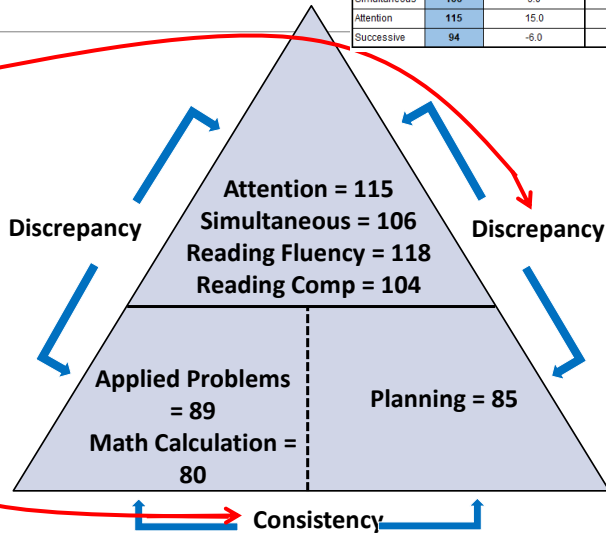 Attention 115 15.0
Successive 94 -6.0
Attention = 115
Simultaneous = 106
Discrepancy
Reading Fluency = 118
Discrepancy
Reading Comp = 104
Applied Problems
= 89
Planning = 85
Math Calculation =
80
Consistency